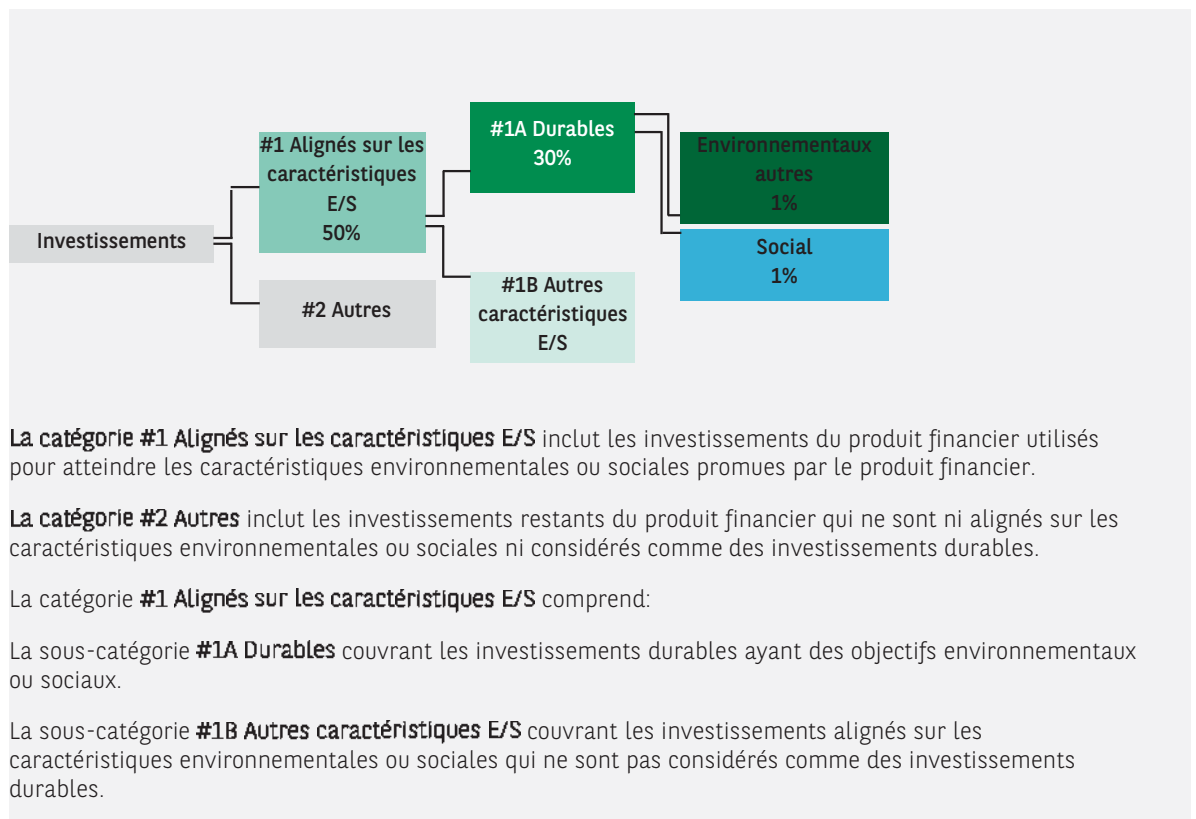 Investissements
#1 Alignés sur les
caractéristiques
E/S
50%
#2 Autres
#1A Durables
30%
#1B Autres
caractéristiques
E/S
Environnementaux
autres
1%
Social
1%
La catégorie #1 Alignés sur les caractéristiques E/S inclut les investissements du produit financier utilisés
pour atteindre les caractéristiques environnementales ou sociales promues par le produit financier.
La catégorie #2 Autres inclut les investissements restants du produit financier qui ne sont ni alignés sur les
caractéristiques environnementales ou sociales ni considérés comme des investissements durables.
La catégorie #1 Alignés sur les caractéristiques E/S comprend:
La sous-catégorie #1A Durables couvrant les investissements durables ayant des objectifs environnementaux
ou sociaux.
La sous-catégorie #1B Autres caractéristiques E/S couvrant les investissements alignés sur les
caractéristiques environnementales ou sociales qui ne sont pas considérés comme des investissements
durables.